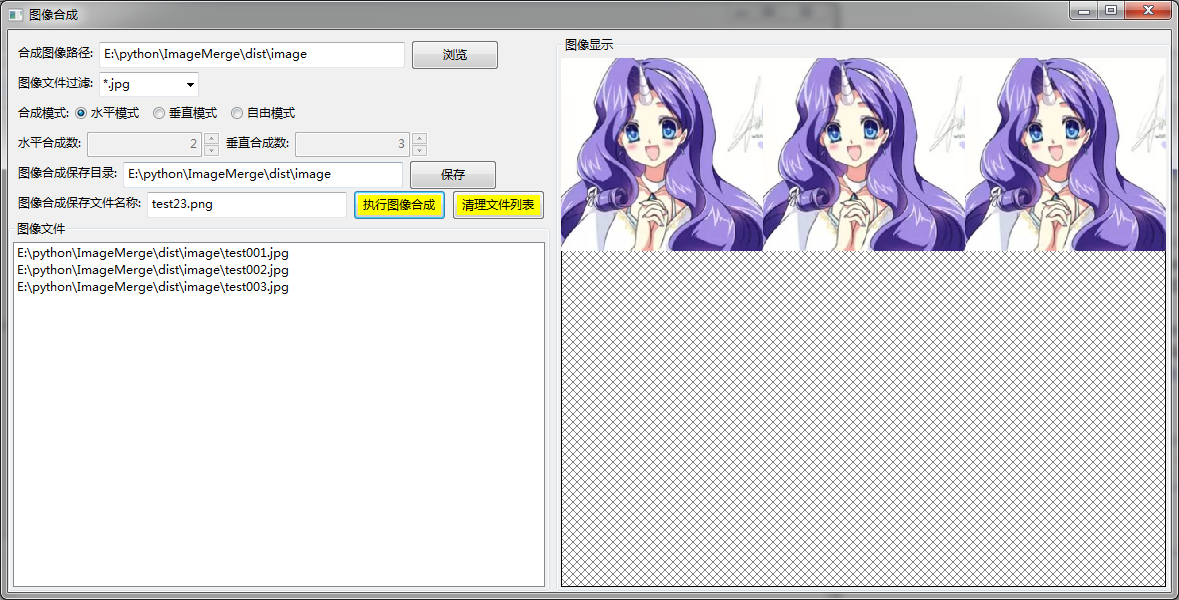 图像合成
合成图像路径: E:\python\ImageMerge\dist\image 浏览
图像文件过滤: *.jpg
合成模式: 水平模式 垂直模式 自由模式
水平合成数: 2 垂直合成数: 3
图像合成保存目录: E:\python\ImageMerge\dist\image 保存
图像合成保存文件名称: test23.png 执行图像合成 清理文件列表
图像文件
E:\python\ImageMerge\dist\image\test001.jpg
E:\python\ImageMerge\dist\image\test002.jpg
E:\python\ImageMerge\dist\image\test003.jpg
图像显示